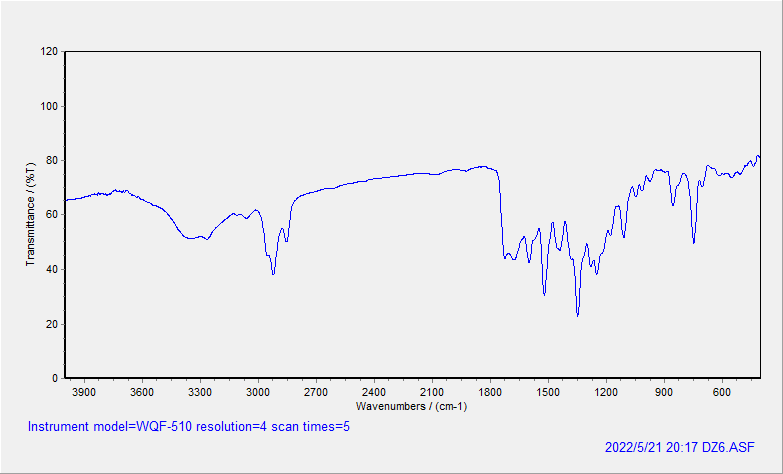 120
100
80
60
40
20
0
Transmittance / (%T)
3900 3600 3300 3000 2700 2400 2100 1800 1500 1200 900 600
Wavenumbers / (cm-1)
Instrument model=WQF-510 resolution=4 scan times=5
2022/5/21 20:17 DZ6.ASF